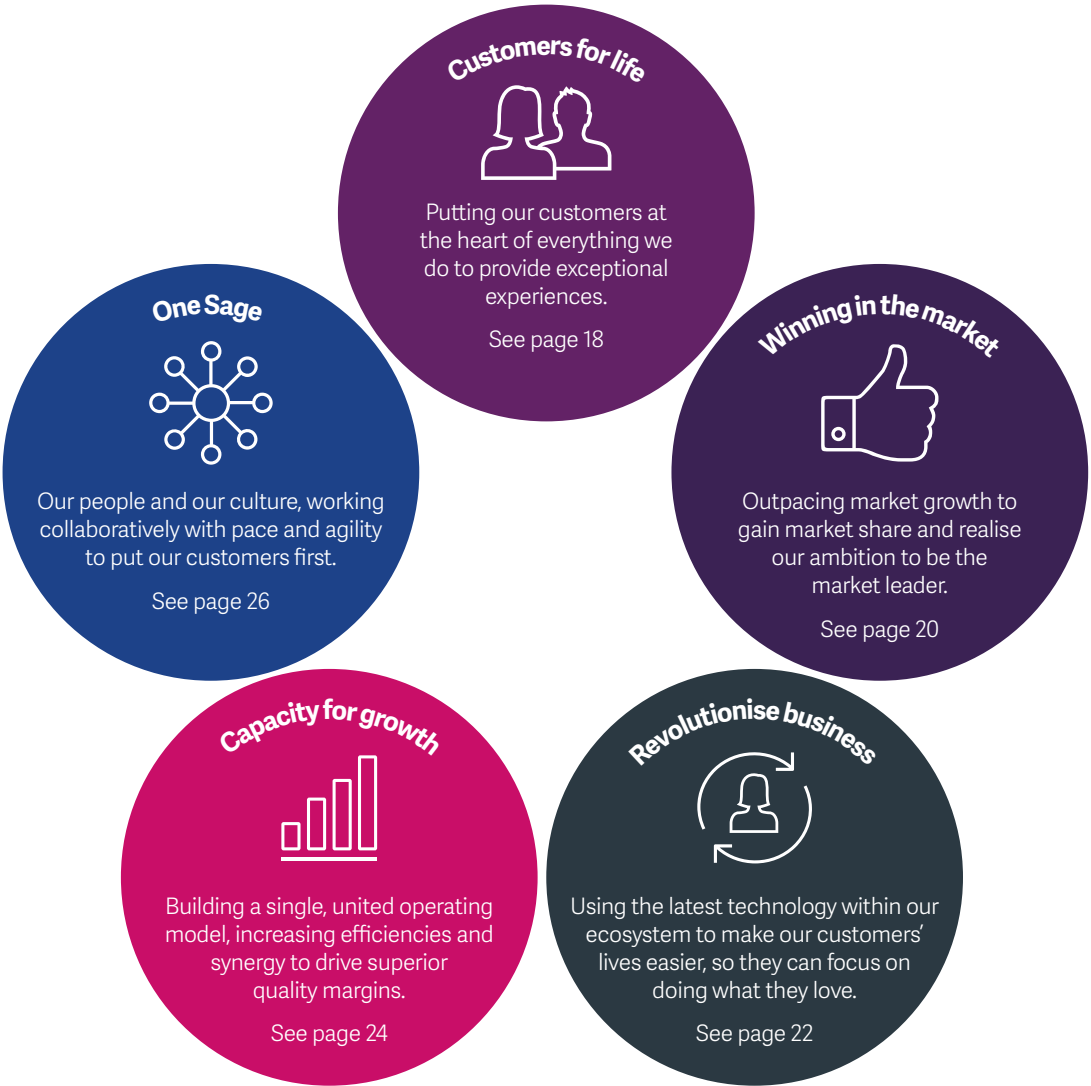 Customers for life
Putting our customers at
the heart of everything we
do to provide exceptional
experiences.
See page 18
Winning in the market
Outpacing market growth to
gain market share and realise
our ambition to be the
market leader.
See page 20
Revolutionise business
Using the latest technology within our
ecosystem to make our customers’
lives easier, so they can focus on
doing what they love.
See page 22
Capacity for growth
Building a single, united operating
model, increasing efficiencies and
synergy to drive superior
quality margins.
See page 24
One Sage
Our people and our culture, working
collaboratively with pace and agility
to put our customers first.
See page 26